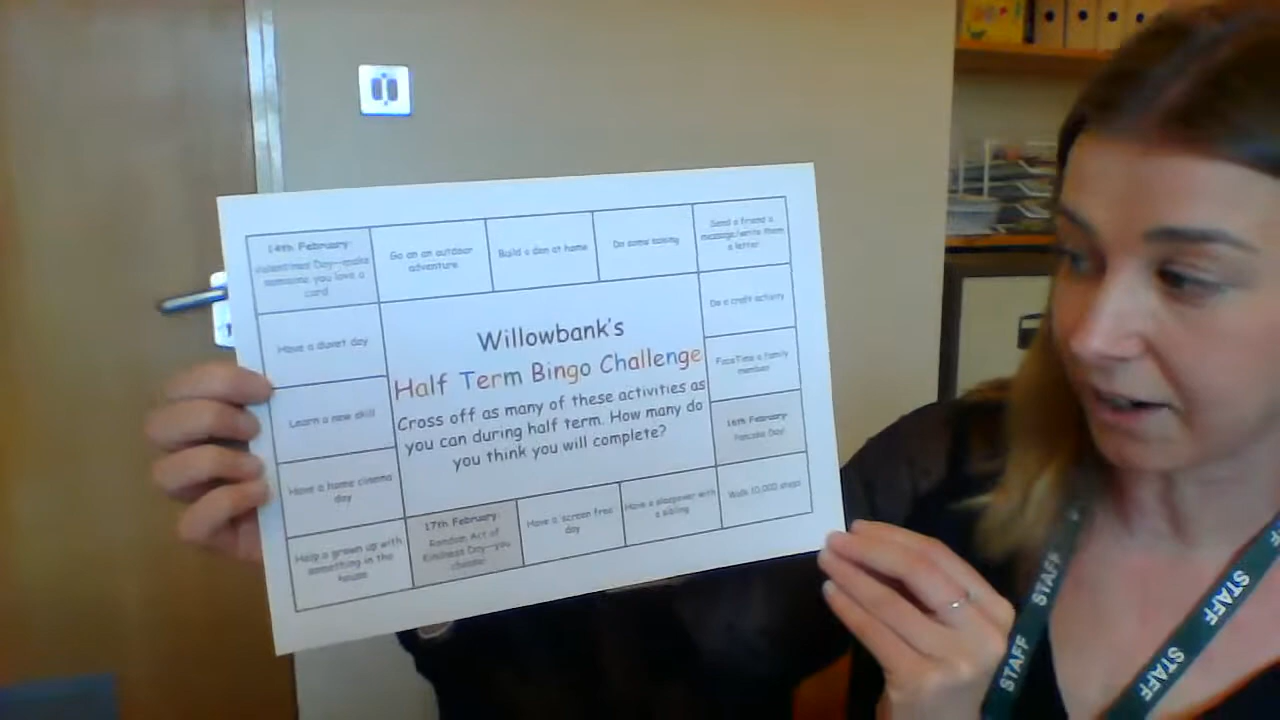 14th February:
Valentines Day—make
someone you love a
card
Go on an outdoor
adventure
Build a den at home
Do some baking
Send a friend a
message/write them
a letter
Have a duvet day
Do a craft activity
Willowbank's
Half Term Bingo Challenge
Cross off as many of these activities as
you can during half term. How many do
you think you will complete?
FaceTime a family
member
Learn a new skill
16th February:
Pancake Day!
Have a home cinema
day
Help a grown up with
something in the
house
17th February:
Random Act of
Kindness Day—you
choose
Have a screen free
day
Have a sleepover with
a sibling
Walk 10,000 steps
STAFF
STAFF
STAFF
STAFF